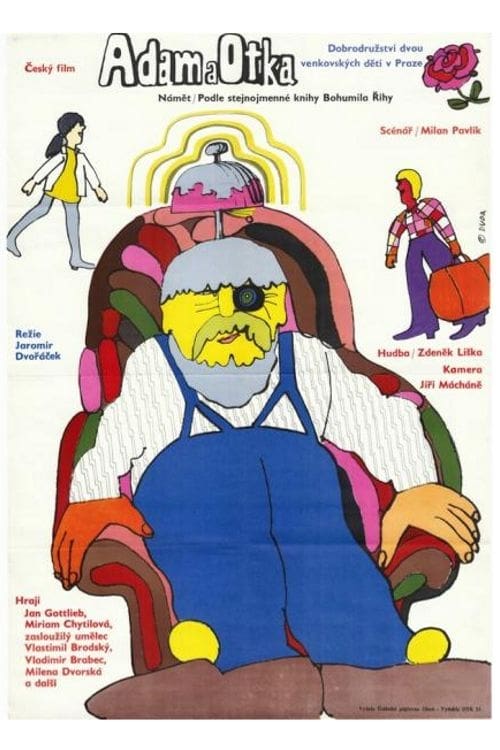 Český film
Adam a Otka
Dobrodružství dvou
venkovských dětí v Praze
Námět / Podle stejnojmenné knihy Bohumila Říhy
Scénář / Milan Pavlík
© DUDA
Režie
Jaromír
Dvořáček
Hudba / Zdeněk Liška
Kamera
Jiří Macháně
Hrají
Jan Gottlieb,
Miriam Chytilová,
zasloužilý umělec
Vlastimil Brodský,
Vladimír Brabec,
Milena Dvorská
a další